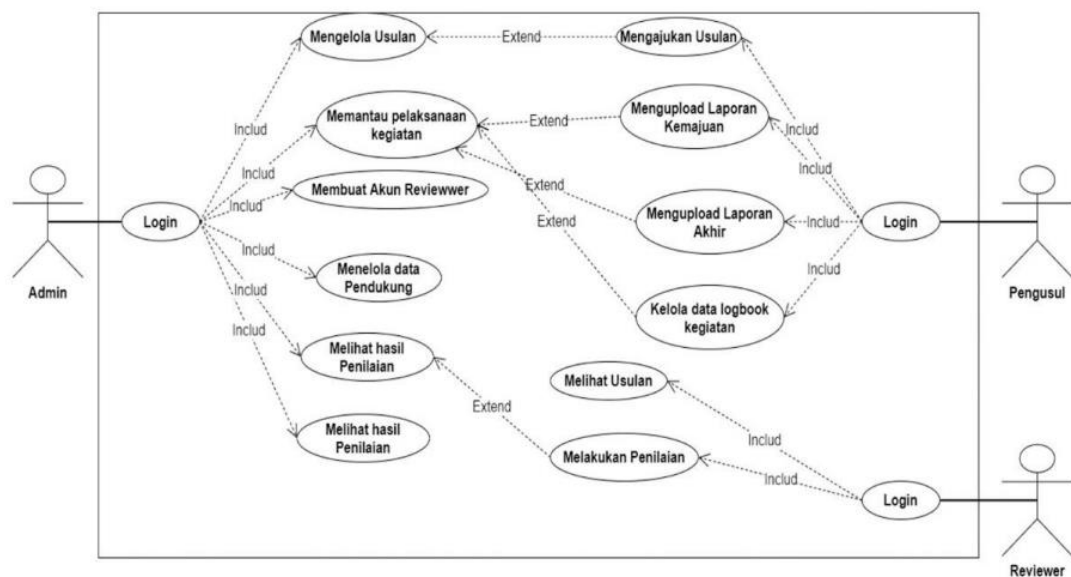 Mengelola Usulan
Extend
Mengajukan Usulan
Includ
Memantau pelaksanaan
kegiatan
Extend
Mengupload Laporan
Kemajuan
Includ
Includ
Includ
Membuat Akun Reviewwer
Includ
Extend
Extend
Mengupload Laporan
Akhir
Includ
Login
Login
Admin
Pengusul
Includ
Menelola data
Pendukung
Includ
Kelola data logbook
kegiatan
Includ
Includ
Melihat hasil
Penilaian
Melihat Usulan
Extend
Includ
Melihat hasil
Penilaian
Melakukan Penilaian
Includ
Login
Reviewer